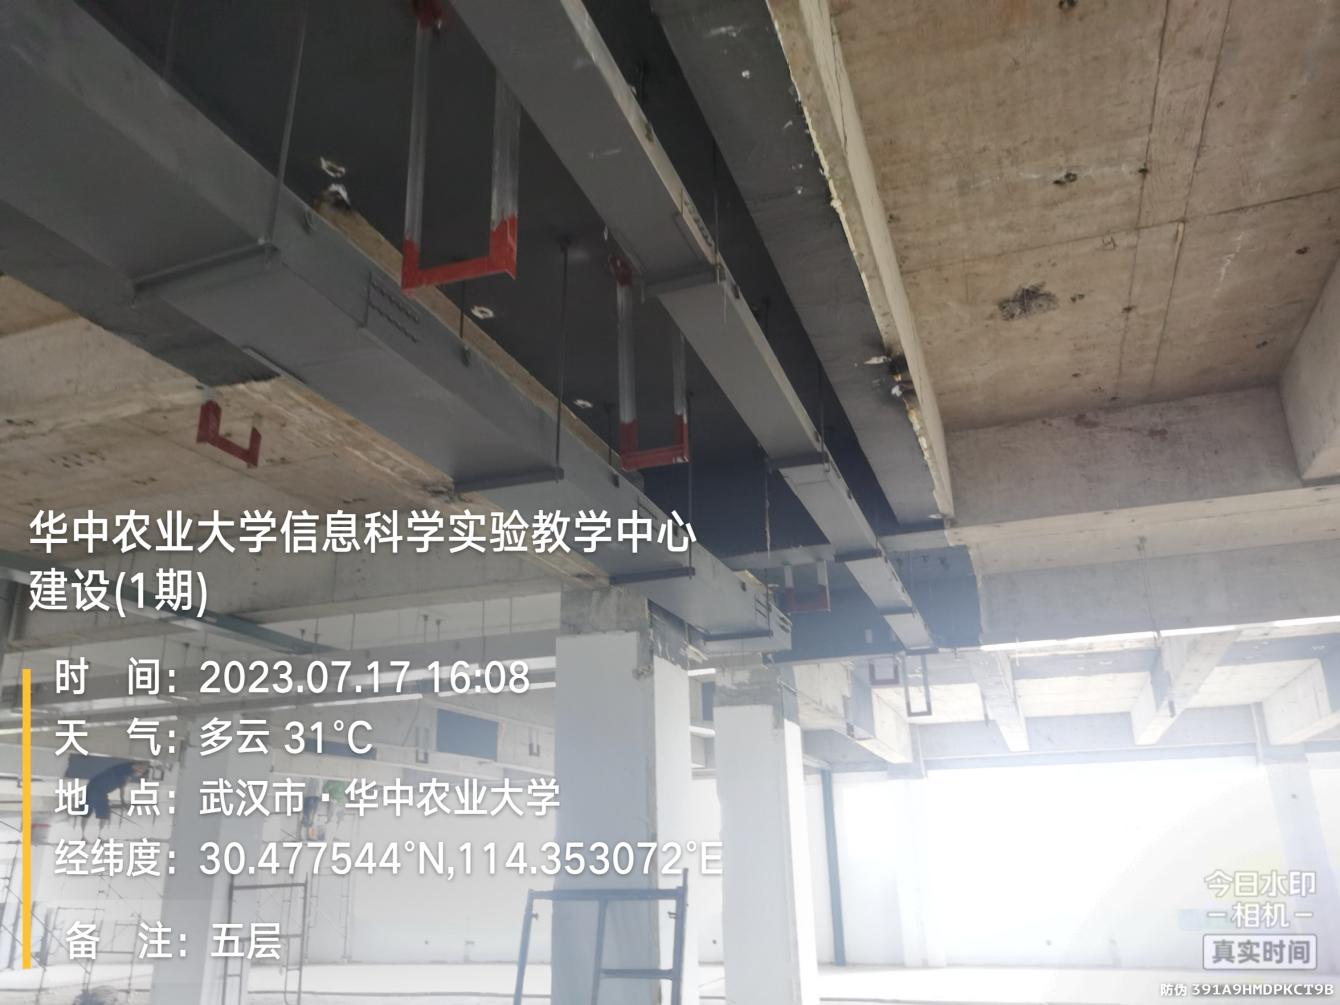 华中农业大学信息科学实验教学中心
建设(1期)
时 间：2023.07.17 16:08
天 气：多云 31°C
地 点：武汉市·华中农业大学
经纬度：30.477544°N,114.353072°E
备 注：五层
今日水印
相机
真实时间
防伪 391A9HMDPKCT9B